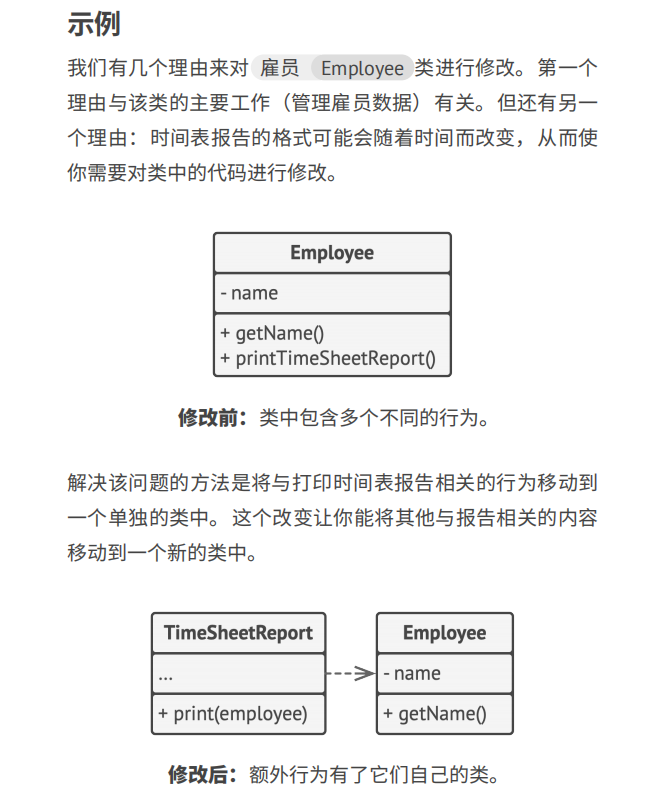 示例
我们有几个理由来对 雇员 Employee 类进行修改。第一个
理由与该类的主要工作（管理雇员数据）有关。但还有另一
个理由：时间表报告的格式可能会随着时间而改变，从而使
你需要对类中的代码进行修改。
Employee
- name
+ getName()
+ printTimeSheetReport()
修改前：类中包含多个不同的行为。
解决该问题的方法是将与打印时间表报告相关的行为移动到
一个单独的类中。这个改变让你能将其他与报告相关的内容
移动到一个新的类中。
TimeSheetReport
...
+ print(employee)
Employee
- name
+ getName()
修改后：额外行为有了它们自己的类。